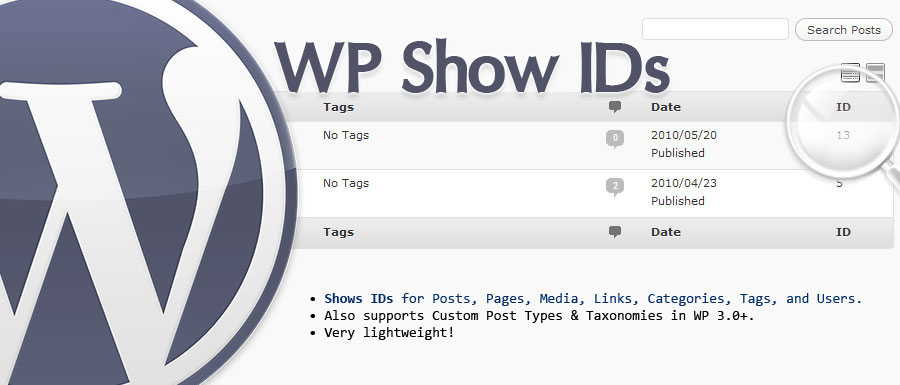 Search Posts
WP Show IDs
Tags Date ID
No Tags 0 2010/05/20 13
Published
No Tags 2 2010/04/23 5
Published
Tags Date ID
• Shows IDs for Posts, Pages, Media, Links, Categories, Tags, and Users.
• Also supports Custom Post Types & Taxonomies in WP 3.0+.
• Very lightweight!